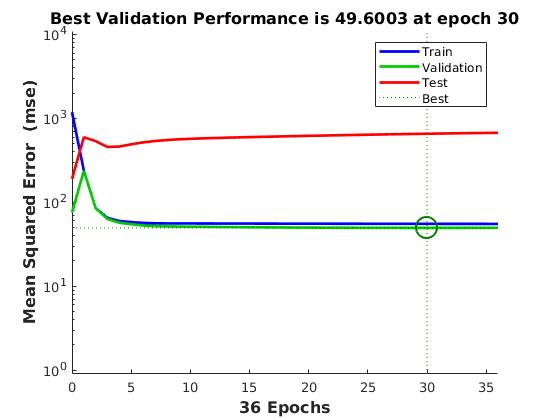 Best Validation Performance is 49.6003 at epoch 30
Mean Squared Error (mse)
10^4
10^3
10^2
10^1
10^0
Train
Validation
Test
Best
0 5 10 15 20 25 30 35
36 Epochs